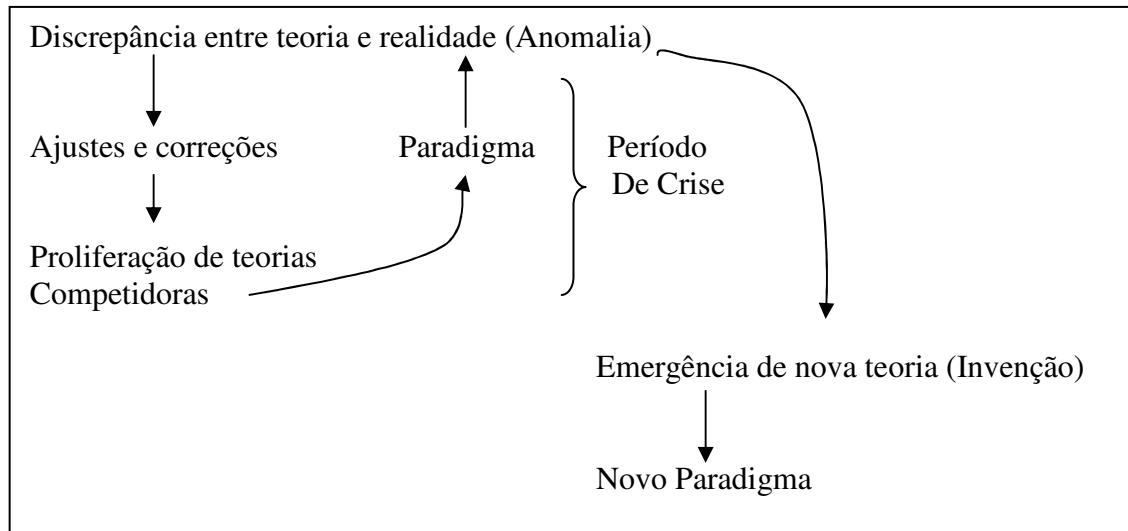 Discrepância entre teoria e realidade (Anomalia)
Ajustes e correções
Paradigma
Período
De Crise
Proliferação de teorias
Competidoras
Emergência de nova teoria (Invenção)
Novo Paradigma